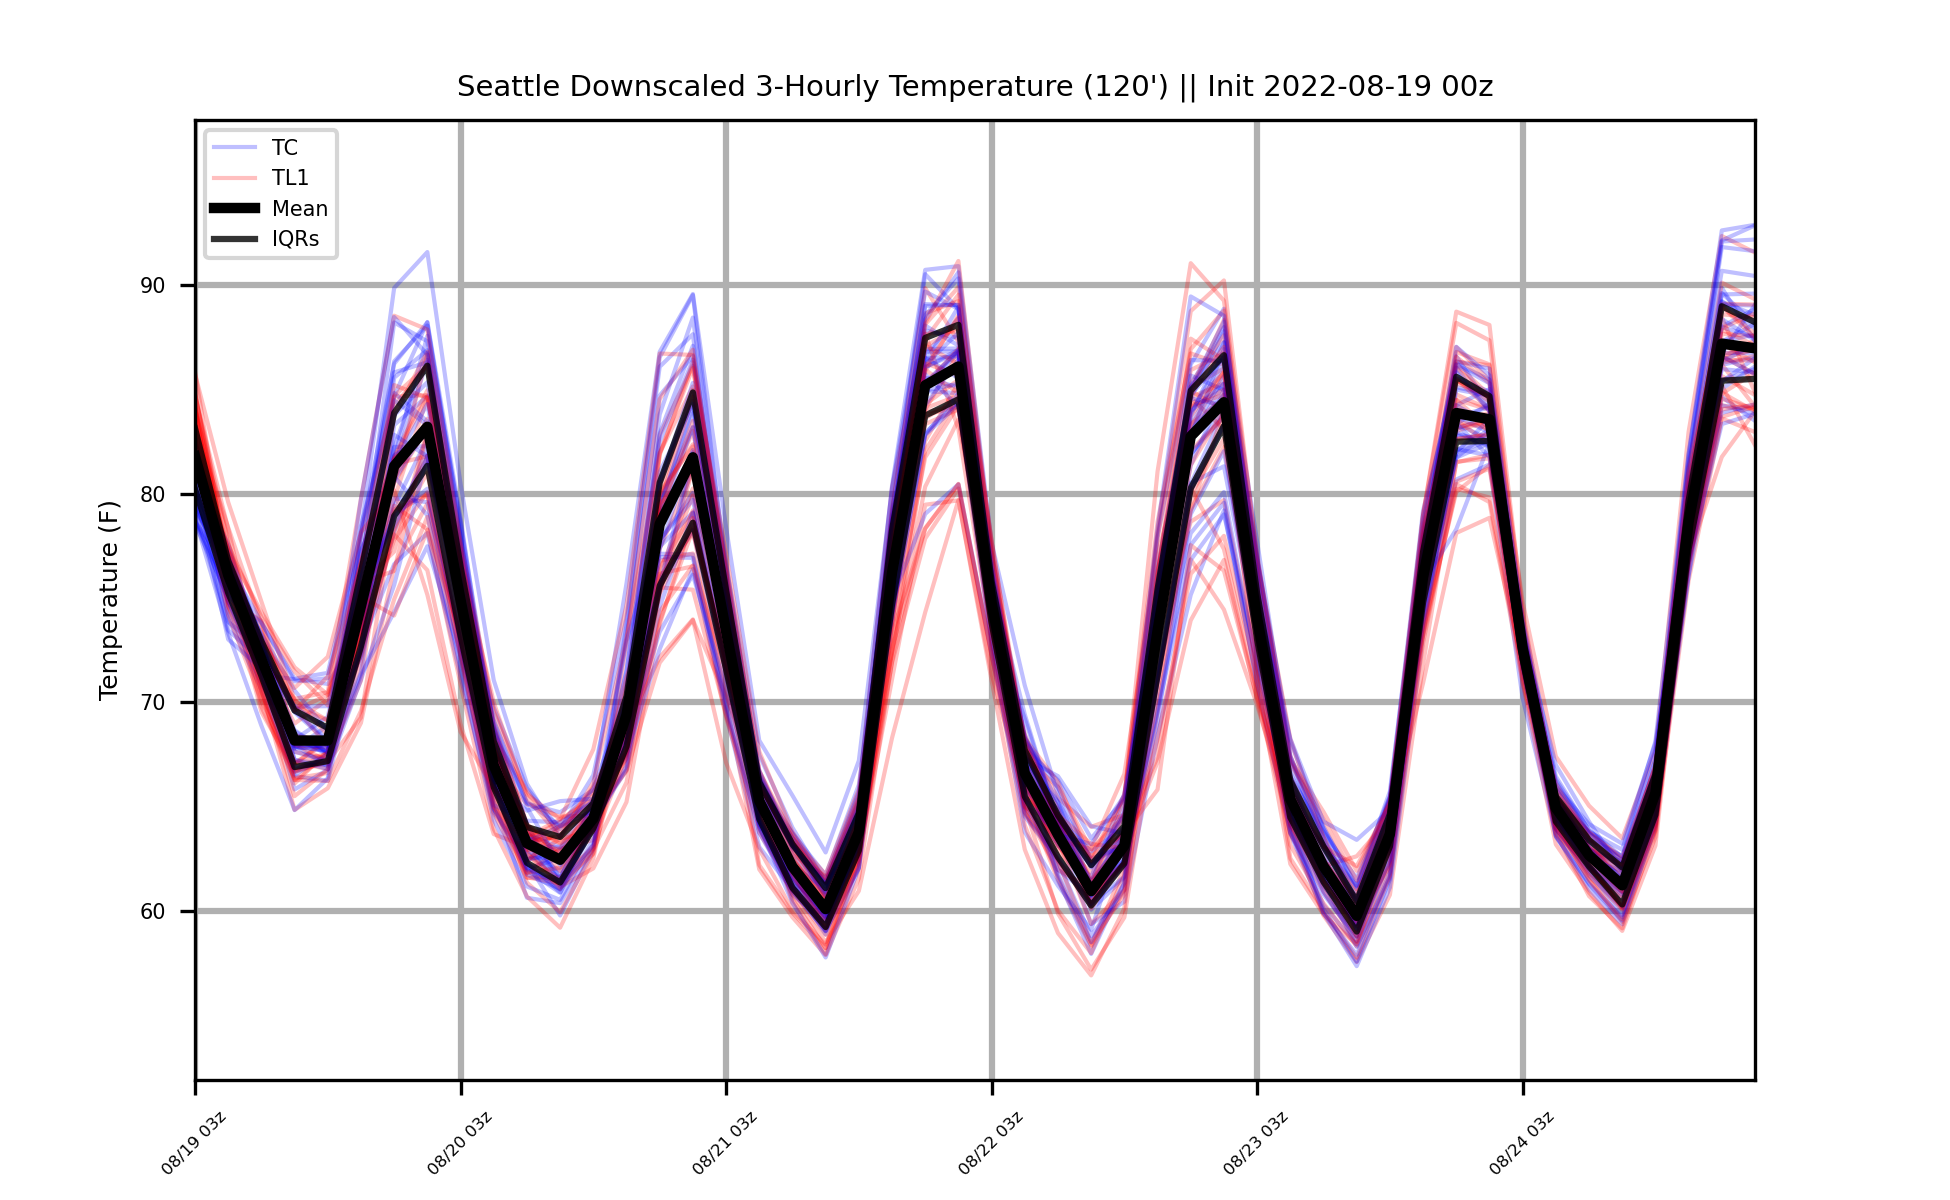 Seattle Downscaled 3-Hourly Temperature (120') || Init 2022-08-19 00z
TC
TL1
Mean
IQRs
Temperature (F)
90
80
70
60
08/19 03z
08/20 03z
08/21 03z
08/22 03z
08/23 03z
08/24 03z